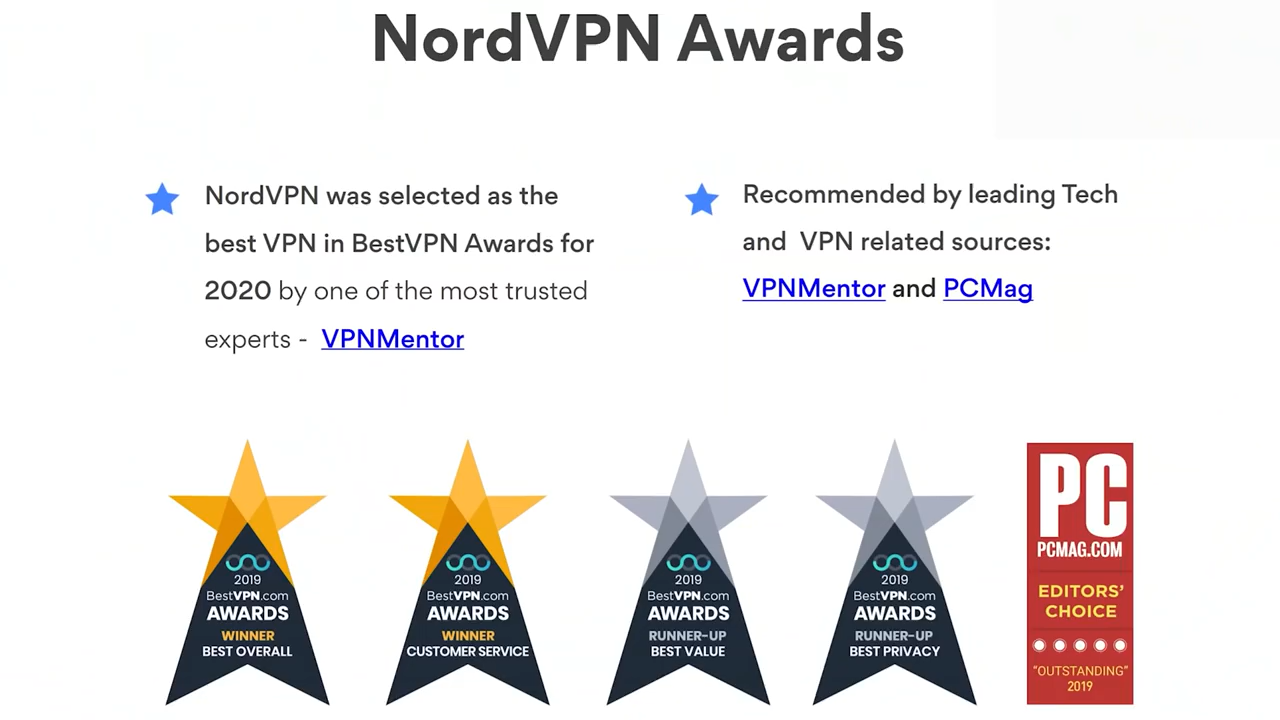 NordVPN Awards
NordVPN was selected as the
best VPN in BestVPN Awards for
2020 by one of the most trusted
experts - VPNMentor
Recommended by leading Tech
and VPN related sources:
VPNMentor and PCMag
2019
BestVPN.com
AWARDS
WINNER
BEST OVERALL
2019
BestVPN.com
AWARDS
WINNER
CUSTOMER SERVICE
2019
BestVPN.com
AWARDS
RUNNER-UP
BEST VALUE
2019
BestVPN.com
AWARDS
RUNNER-UP
BEST PRIVACY
PC
PCMAG.COM
EDITORS'
CHOICE
"OUTSTANDING"
2019